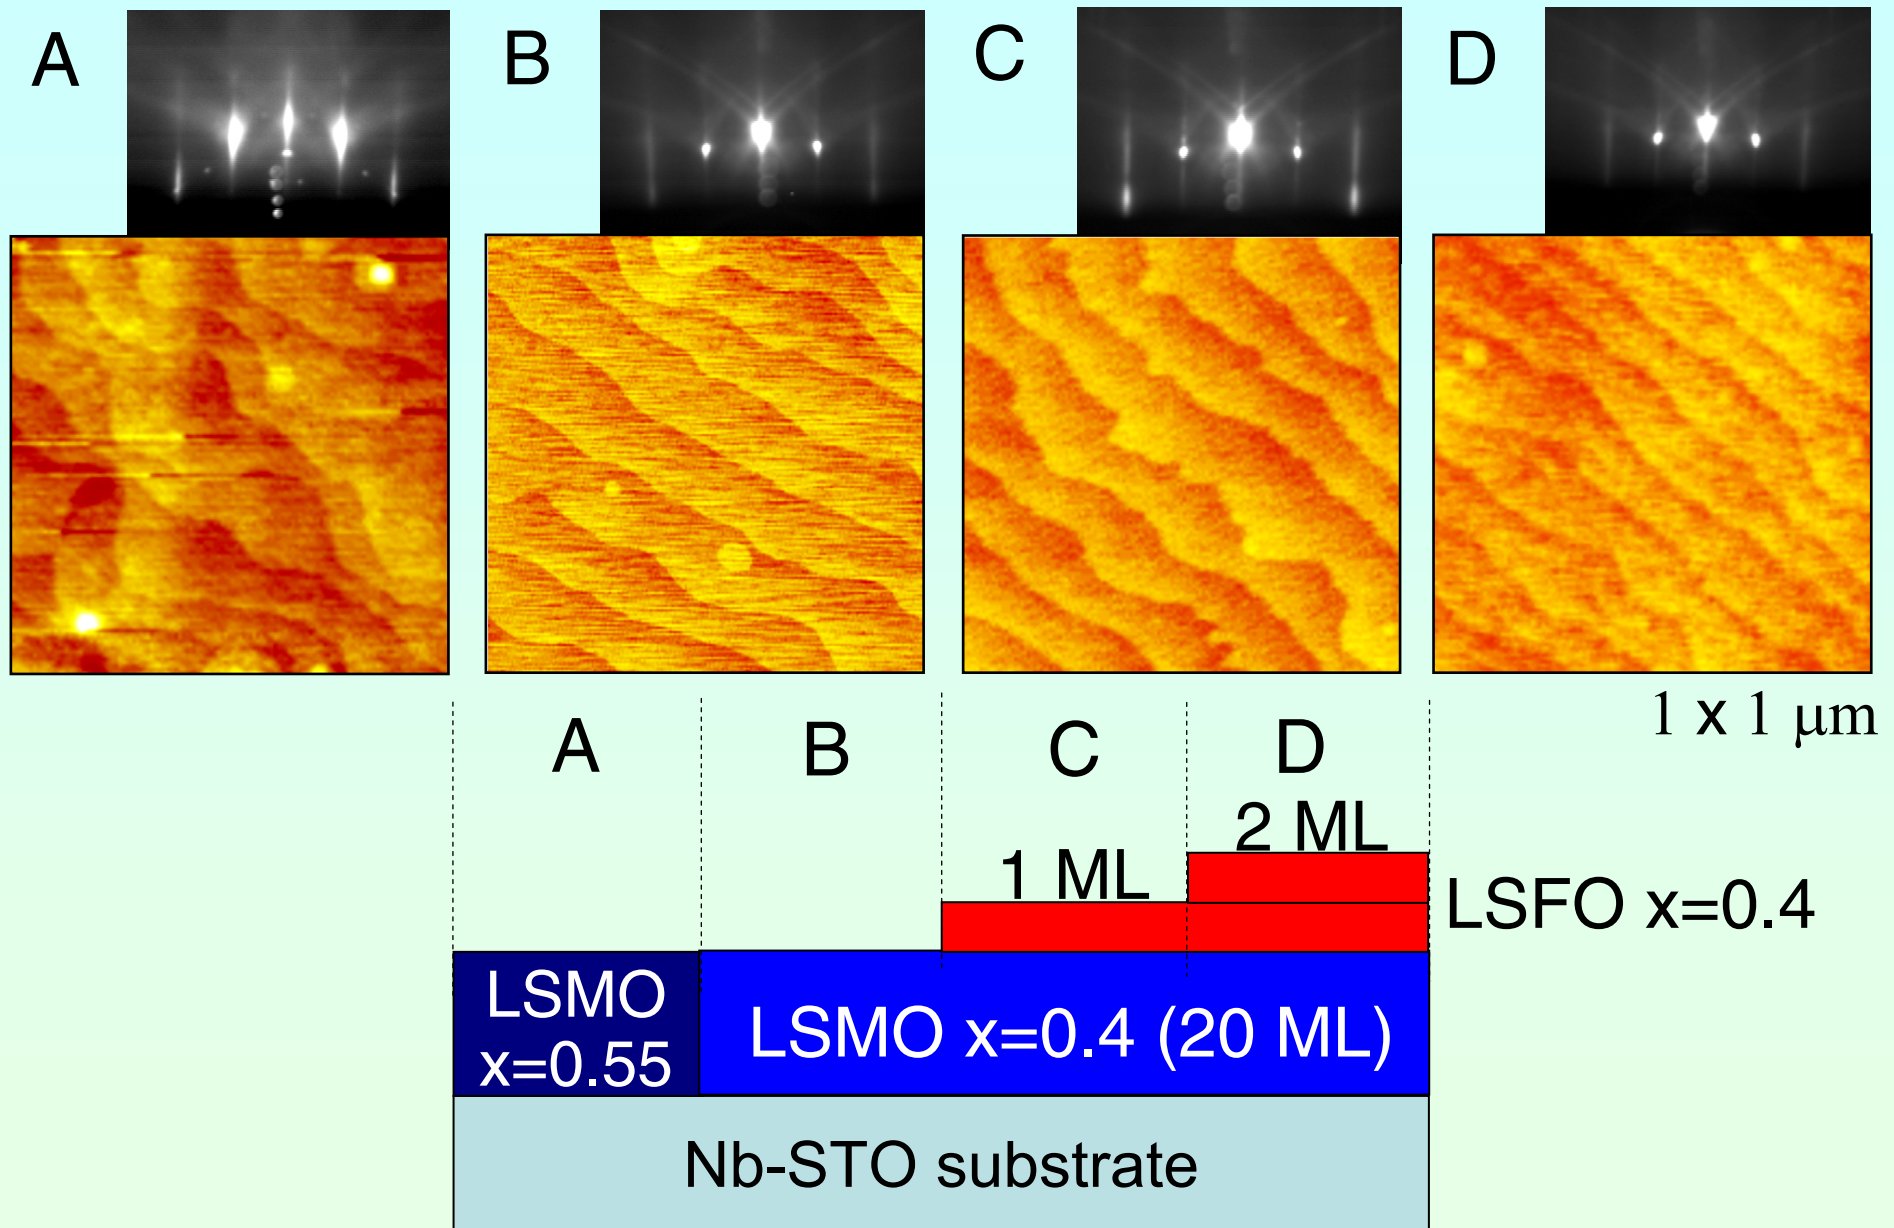 A
B
C
D
1 x 1 μm
A
B
C
D
2 ML
1 ML
LSFO x=0.4
LSMO
x=0.55
LSMO x=0.4 (20 ML)
Nb-STO substrate